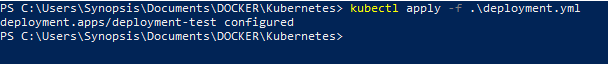 PS C:\Users\Synopsis\Documents\DOCKER\Kubernetes> kubectl apply -f .\deployment.yml
deployment.apps/deployment-test configured
PS C:\Users\Synopsis\Documents\DOCKER\Kubernetes>